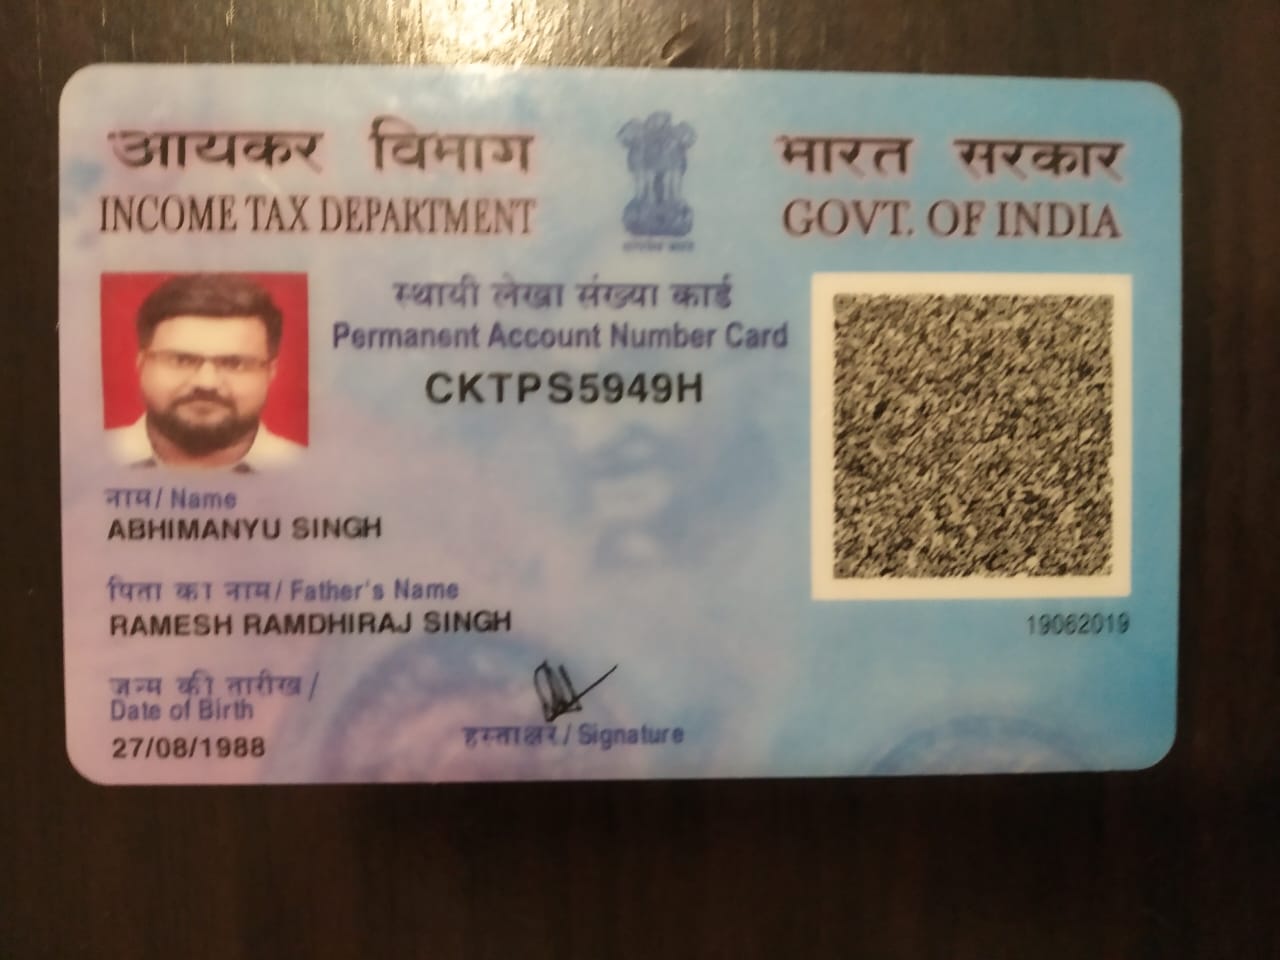 आयकर विभाग
INCOME TAX DEPARTMENT
भारत सरकार
GOVT. OF INDIA
स्थायी लेखा संख्या कार्ड
Permanent Account Number Card
CKTPS5949H
नाम/ Name
ABHIMANYU SINGH
पिता का नाम/ Father's Name
RAMESH RAMDHIRAJ SINGH
जन्म की तारीख/
Date of Birth
27/08/1988
हस्ताक्षर/ Signature
19062019